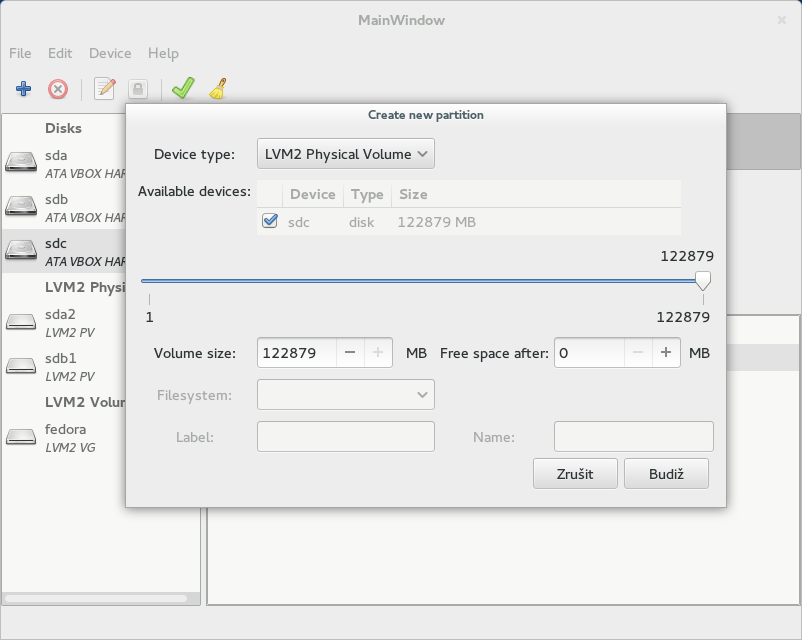 MainWindow
File Edit Device Help
Disks
sda
ATA VBOX HAR
sdb
ATA VBOX HAR
sdc
ATA VBOX HAR
LVM2 Physi
sda2
LVM2 PV
sdb1
LVM2 PV
LVM2 Volu
fedora
LVM2 VG
Create new partition
Device type: LVM2 Physical Volume
Available devices:
Device Type Size
sdc disk 122879 MB
122879
1 122879
Volume size: 122879 MB Free space after: 0 MB
Filesystem:
Label: Name:
Zrušit Budiž